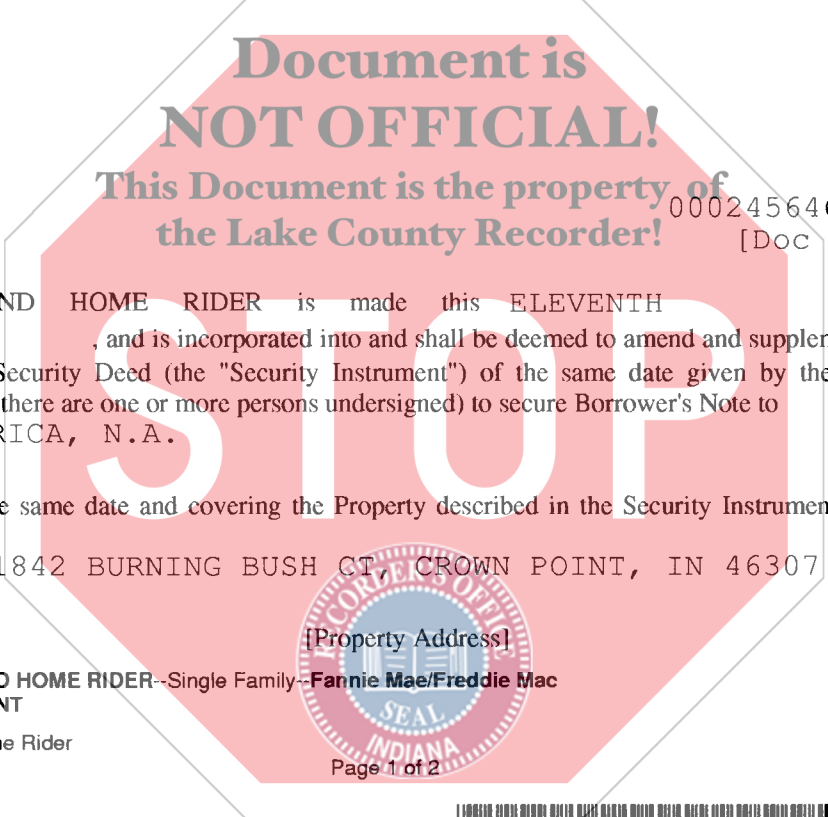 Document is
NOT OFFICIAL!
This Document is the property of
the Lake County Recorder!
000245646
[Doc
ND HOME RIDER is made this ELEVENTH
, and is incorporated into and shall be deemed to amend and supplem
Security Deed (the "Security Instrument") of the same date given by the
there are one or more persons undersigned) to secure Borrower's Note to
RICA, N.A.
STOP
e same date and covering the Property described in the Security Instrument
1842 BURNING BUSH CT, CROWN POINT, IN 46307
[Property Address]
D HOME RIDER--Single Family--Fannie Mae/Freddie Mac
NT
ne Rider
Page 1 of 2
RECORDER'S OFFICE
SEAL
INDIANA